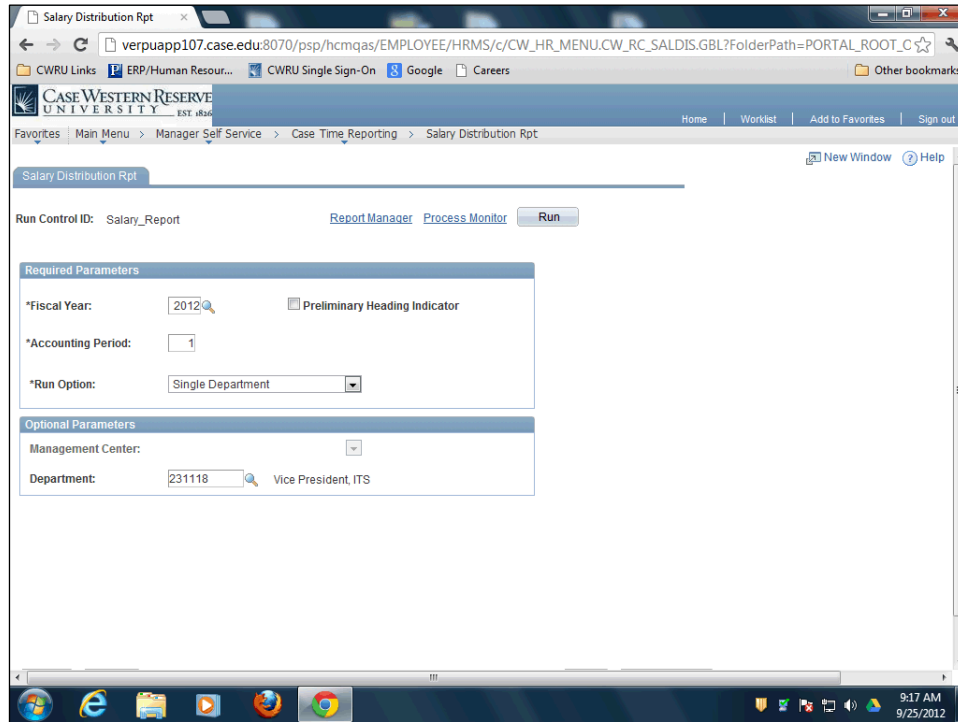 Salary Distribution Rpt
verpuapp107.case.edu:8070/psp/hcmqas/EMPLOYEE/HRMS/c/CW_HR_MENU.CW_RC_SALDIS.GBL?FolderPath=PORTAL_ROOT_O
CWRU Links ERP/Human Resour... CWRU Single Sign-On Google Careers Other bookmarks
CASE WESTERN RESERVE
UNIVERSITY EST. 1826
Home | Worklist | Add to Favorites | Sign out
Favorites Main Menu > Manager Self Service > Case Time Reporting > Salary Distribution Rpt
New Window Help
Salary Distribution Rpt
Run Control ID: Salary_Report Report Manager Process Monitor Run
Required Parameters
*Fiscal Year: 2012 Preliminary Heading Indicator
*Accounting Period: 1
*Run Option: Single Department
Optional Parameters
Management Center:
Department: 231118 Vice President, ITS
9:17 AM
9/25/2012